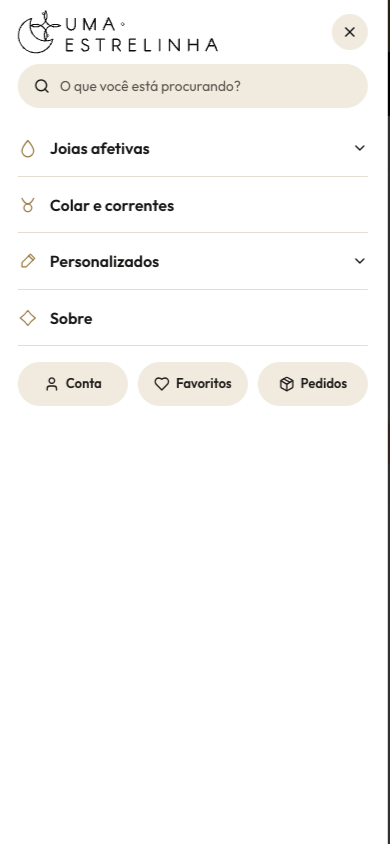 UMA
ESTRELINHA
O que você está procurando?
Joias afetivas
Colar e correntes
Personalizados
Sobre
Conta Favoritos Pedidos